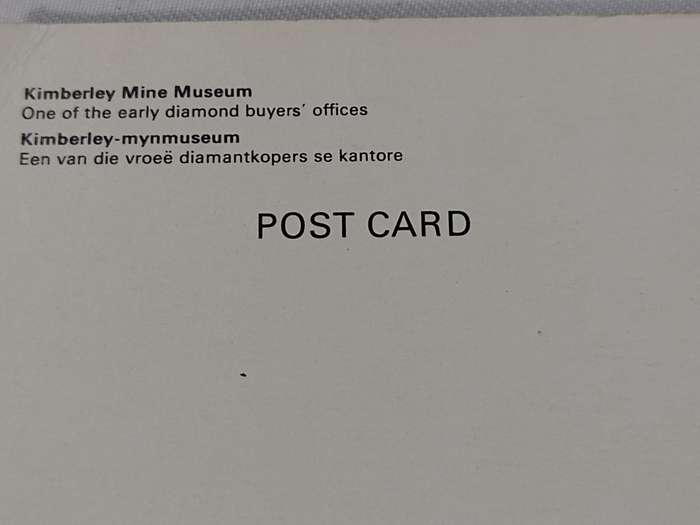 Kimberley Mine Museum
One of the early diamond buyers' offices
Kimberley-mynmuseum
Een van die vroeë diamantkopers se kantore
POST CARD